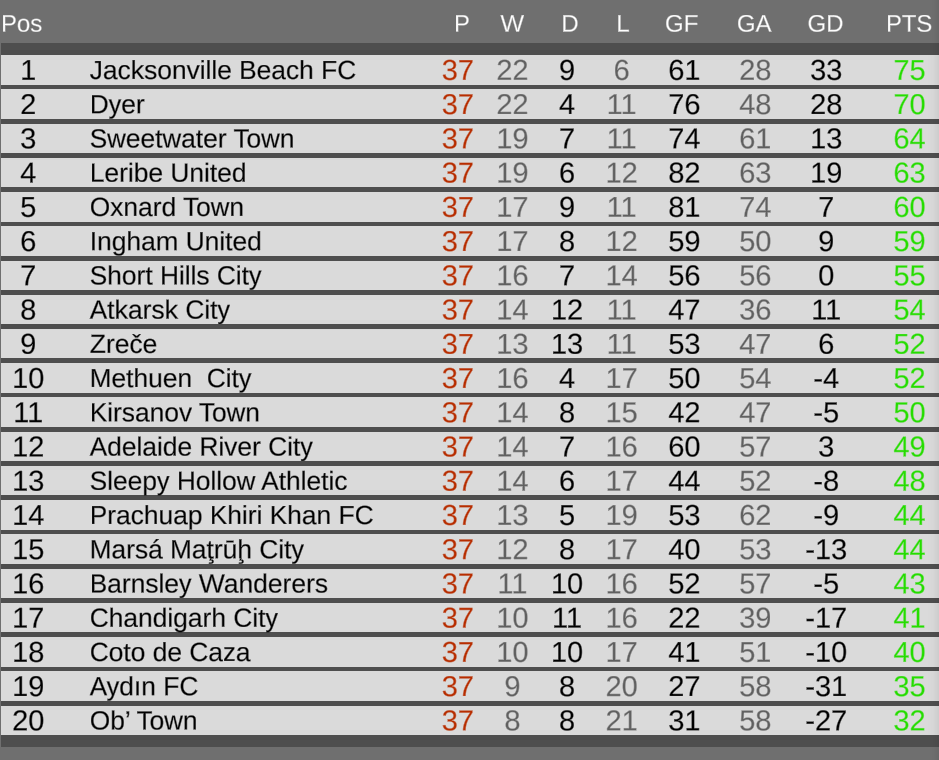 Pos P W D L GF GA GD PTS
1 Jacksonville Beach FC 37 22 9 6 61 28 33 75
2 Dyer 37 22 4 11 76 48 28 70
3 Sweetwater Town 37 19 7 11 74 61 13 64
4 Leribe United 37 19 6 12 82 63 19 63
5 Oxnard Town 37 17 9 11 81 74 7 60
6 Ingham United 37 17 8 12 59 50 9 59
7 Short Hills City 37 16 7 14 56 56 0 55
8 Atkarsk City 37 14 12 11 47 36 11 54
9 Zreče 37 13 13 11 53 47 6 52
10 Methuen  City 37 16 4 17 50 54 -4 52
11 Kirsanov Town 37 14 8 15 42 47 -5 50
12 Adelaide River City 37 14 7 16 60 57 3 49
13 Sleepy Hollow Athletic 37 14 6 17 44 52 -8 48
14 Prachuap Khiri Khan FC 37 13 5 19 53 62 -9 44
15 Marsá Maţrūḩ City 37 12 8 17 40 53 -13 44
16 Barnsley Wanderers 37 11 10 16 52 57 -5 43
17 Chandigarh City 37 10 11 16 22 39 -17 41
18 Coto de Caza 37 10 10 17 41 51 -10 40
19 Aydın FC 37 9 8 20 27 58 -31 35
20 Ob’ Town 37 8 8 21 31 58 -27 32